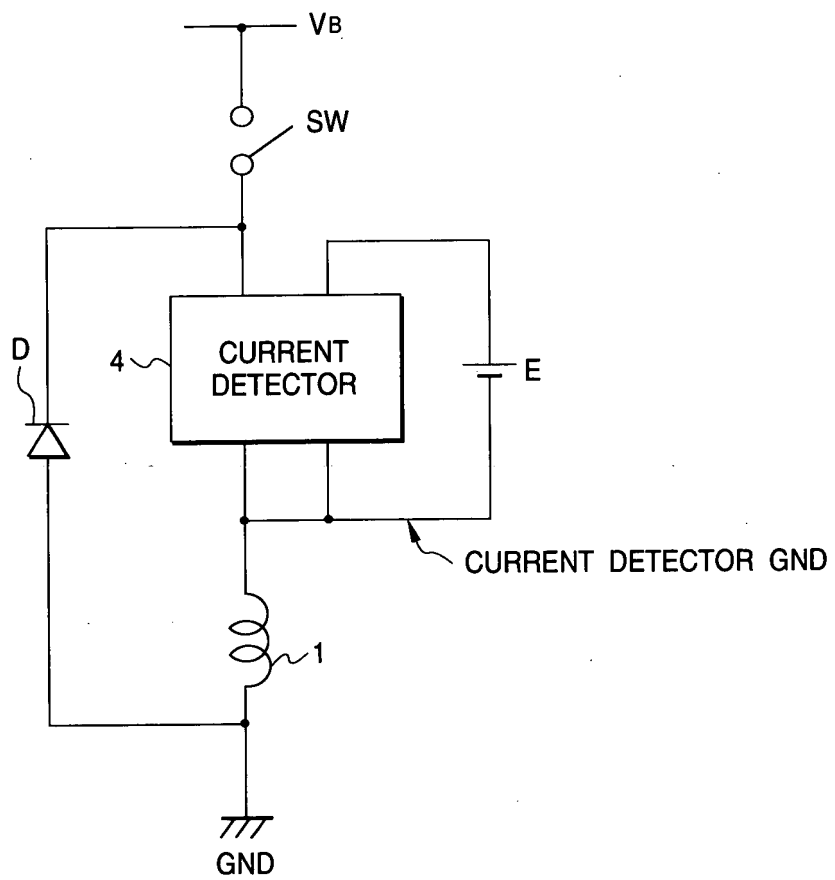 VB
SW
D
4
CURRENT
DETECTOR
E
CURRENT DETECTOR GND
1
GND